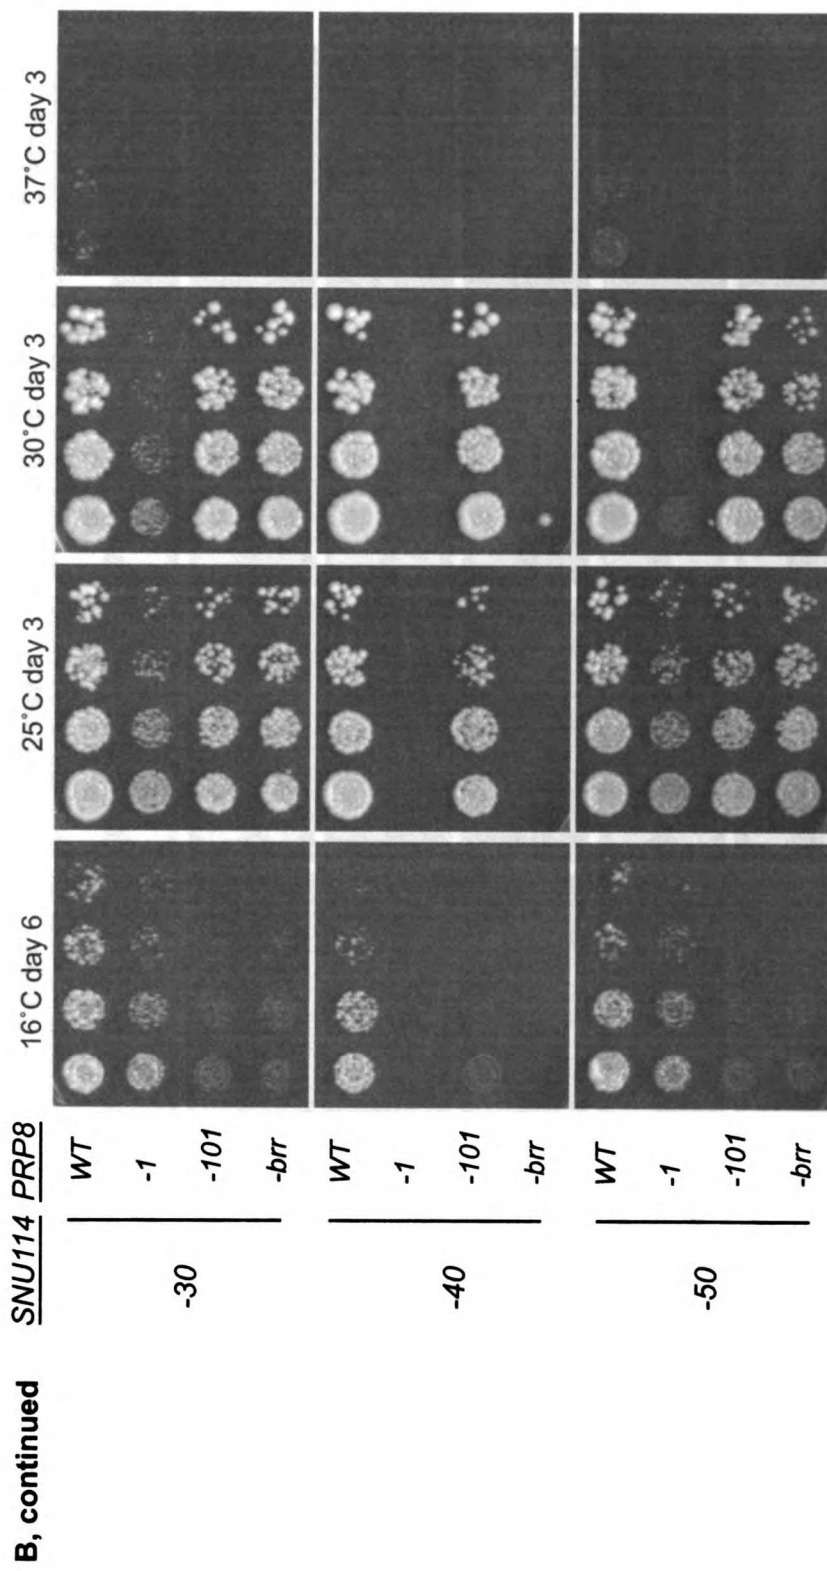 B, continued
SNU114 PRP8 16˚C day 6 25˚C day 3 30˚C day 3 37˚C day 3
WT
-1
-30
-101
-brr
WT
-1
-40
-101
-brr
WT
-1
-50
-101
-brr